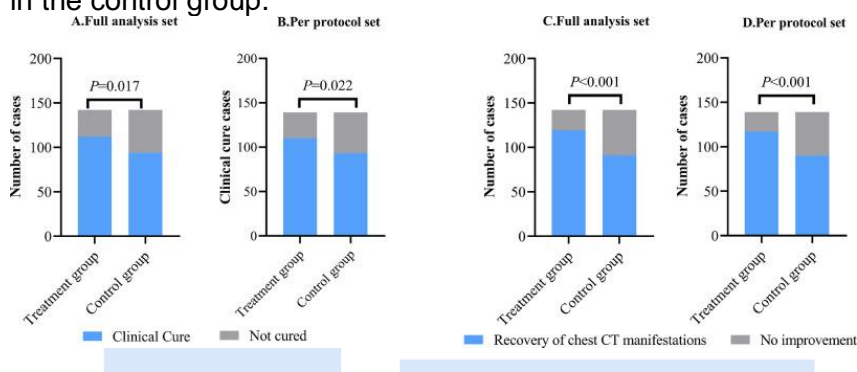 in the control group.
A.Full analysis set
B.Per protocol set
C.Full analysis set
D.Per protocol set
Number of cases
200
150
100
50
0
P=0.017
Treatment group
Control group
Clinical cure cases
200
150
100
50
0
P=0.022
Treatment group
Control group
Clinical Cure
Not cured
Number of cases
200
150
100
50
0
P<0.001
Treatment group
Control group
Number of cases
200
150
100
50
0
P<0.001
Treatment group
Control group
Recovery of chest CT manifestations
No improvement